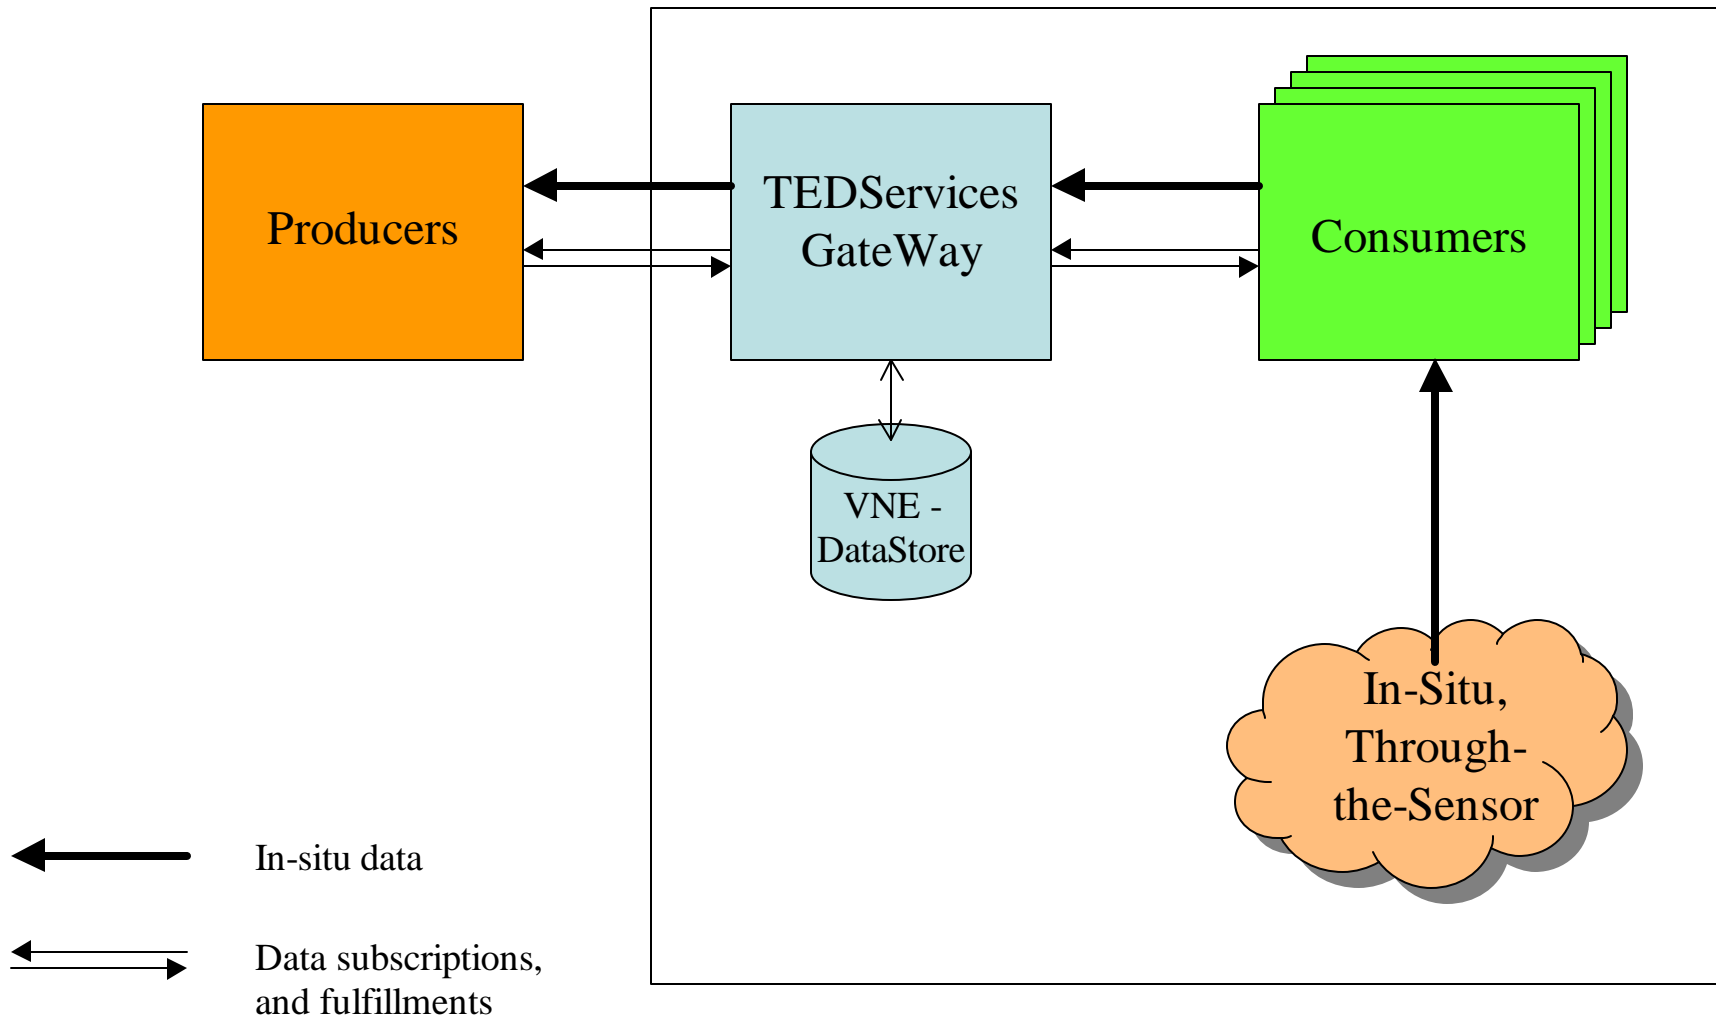 Producers
TEDServices
GateWay
Consumers
VNE -
DataStore
In-Situ,
Through-
the-Sensor
In-situ data
Data subscriptions,
and fulfillments